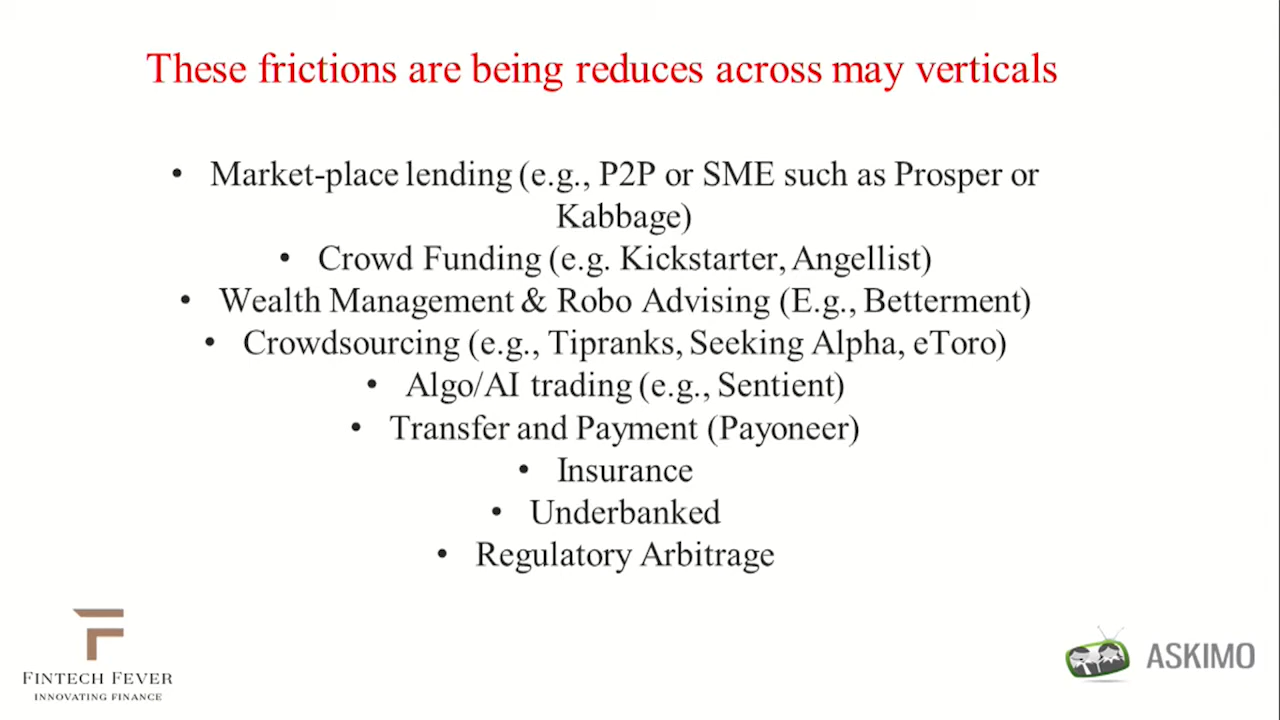 These frictions are being reduces across may verticals
• Market-place lending (e.g., P2P or SME such as Prosper or
Kabbage)
• Crowd Funding (e.g. Kickstarter, Angellist)
• Wealth Management & Robo Advising (E.g., Betterment)
• Crowdsourcing (e.g., Tipranks, Seeking Alpha, eToro)
• Algo/AI trading (e.g., Sentient)
• Transfer and Payment (Payoneer)
• Insurance
• Underbanked
• Regulatory Arbitrage
FINTECH FEVER
INNOVATING FINANCE
ASKIMO